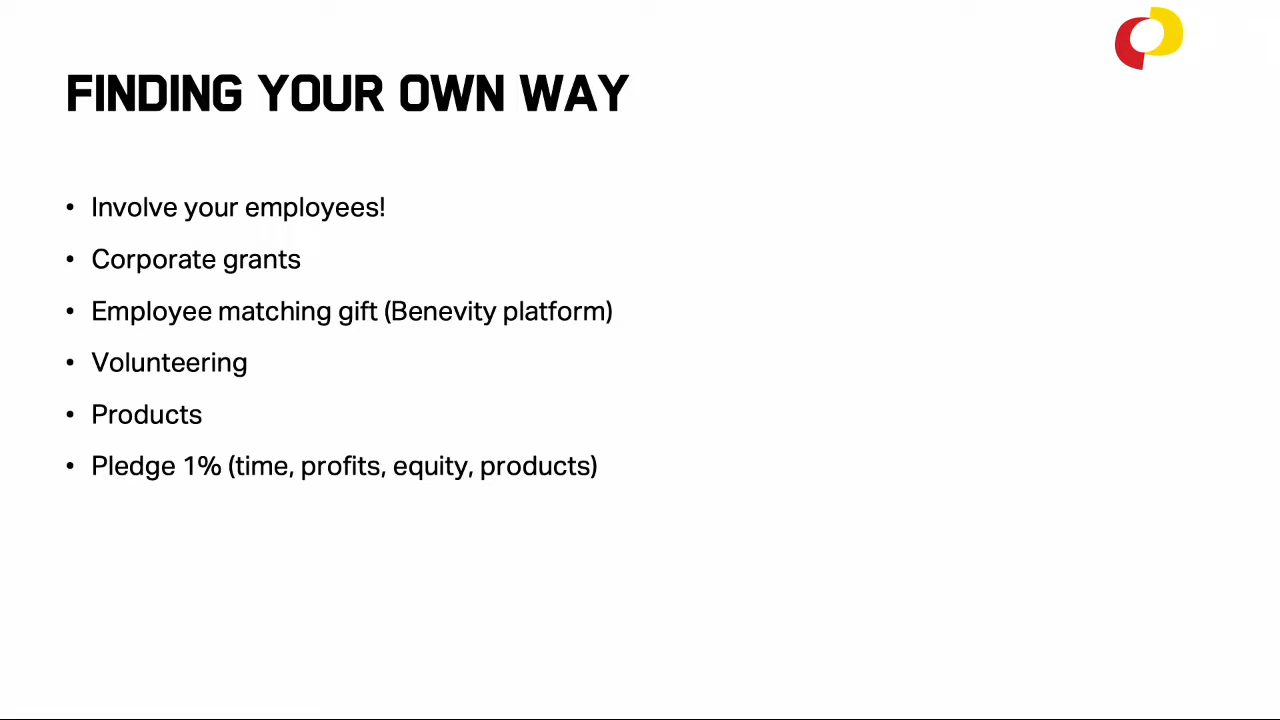 FINDING YOUR OWN WAY
• Involve your employees!
• Corporate grants
• Employee matching gift (Benevity platform)
• Volunteering
• Products
• Pledge 1% (time, profits, equity, products)